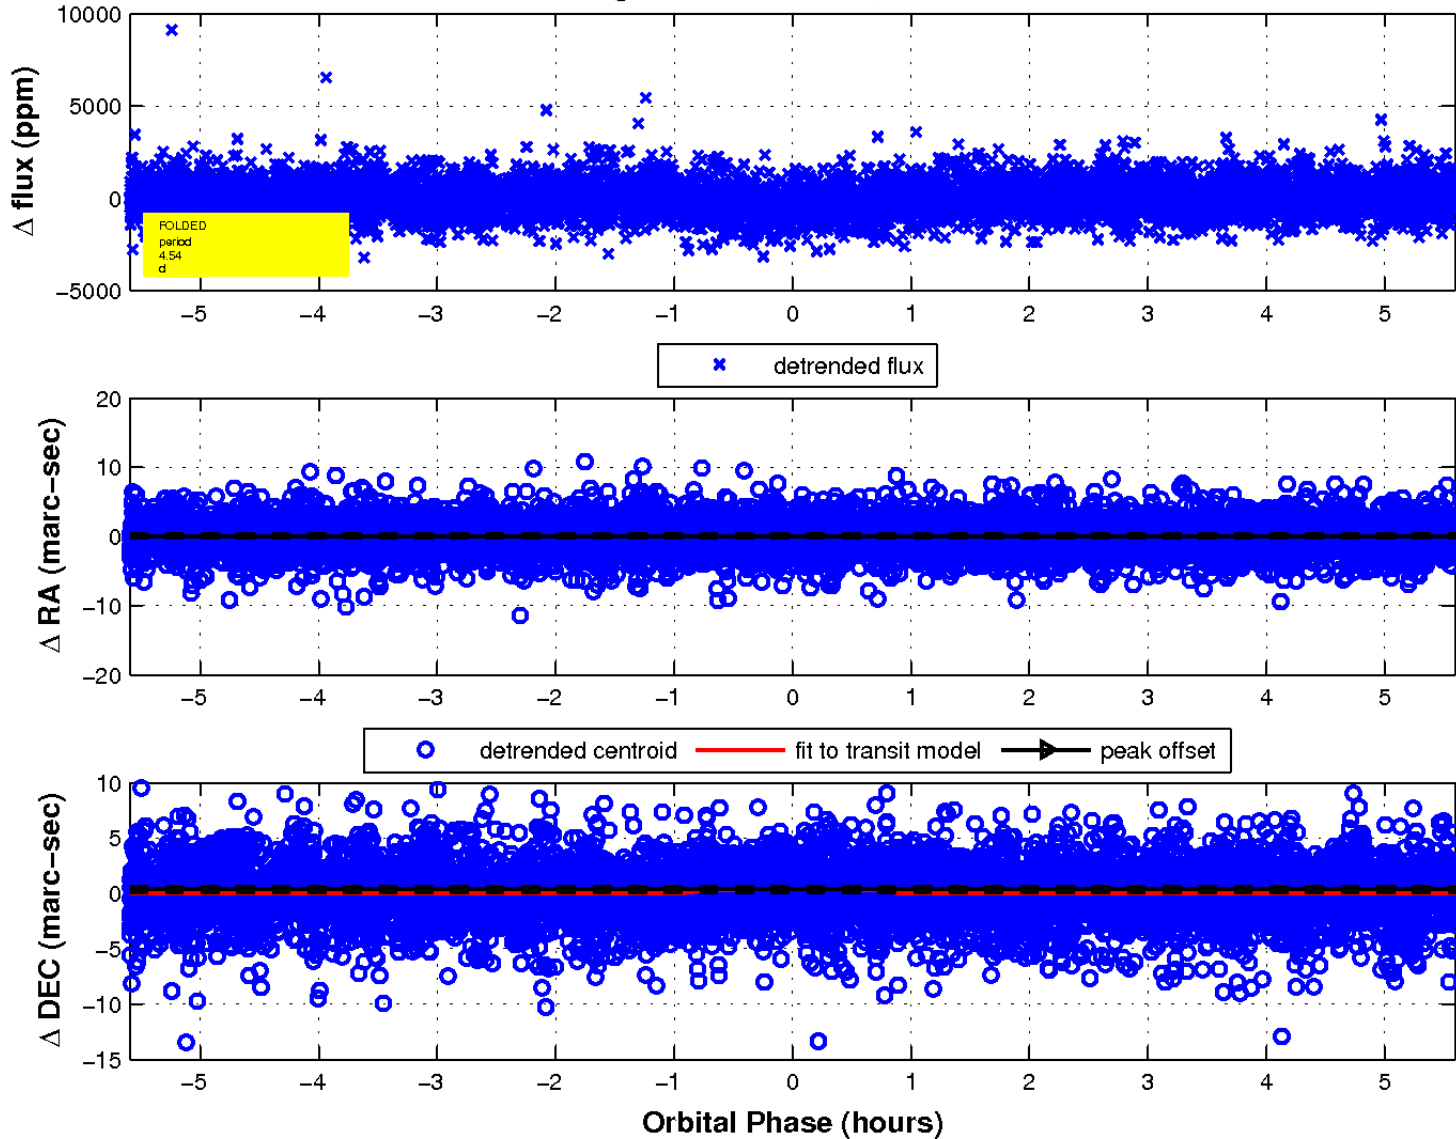 10000
5000
0
−5000
Δ flux (ppm)
FOLDED
period
4.54
d
−5 −4 −3 −2 −1 0 1 2 3 4 5
detrended flux
20
10
0
−10
−20
Δ RA (marc−sec)
−5 −4 −3 −2 −1 0 1 2 3 4 5
detrended centroid fit to transit model peak offset
10
5
0
−5
−10
−15
Δ DEC (marc−sec)
−5 −4 −3 −2 −1 0 1 2 3 4 5
Orbital Phase (hours)